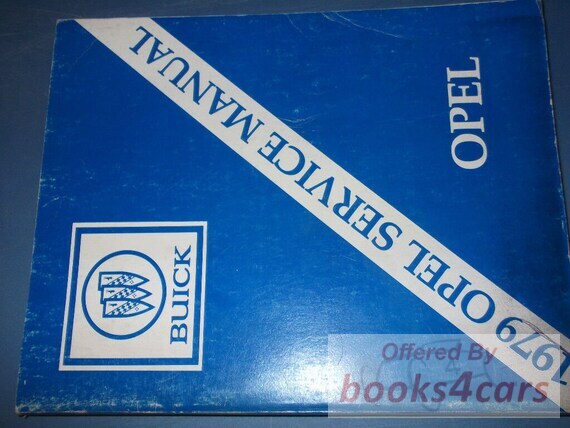 OPEL
1979 OPEL SERVICE MANUAL
BUICK
Offered By
books4cars